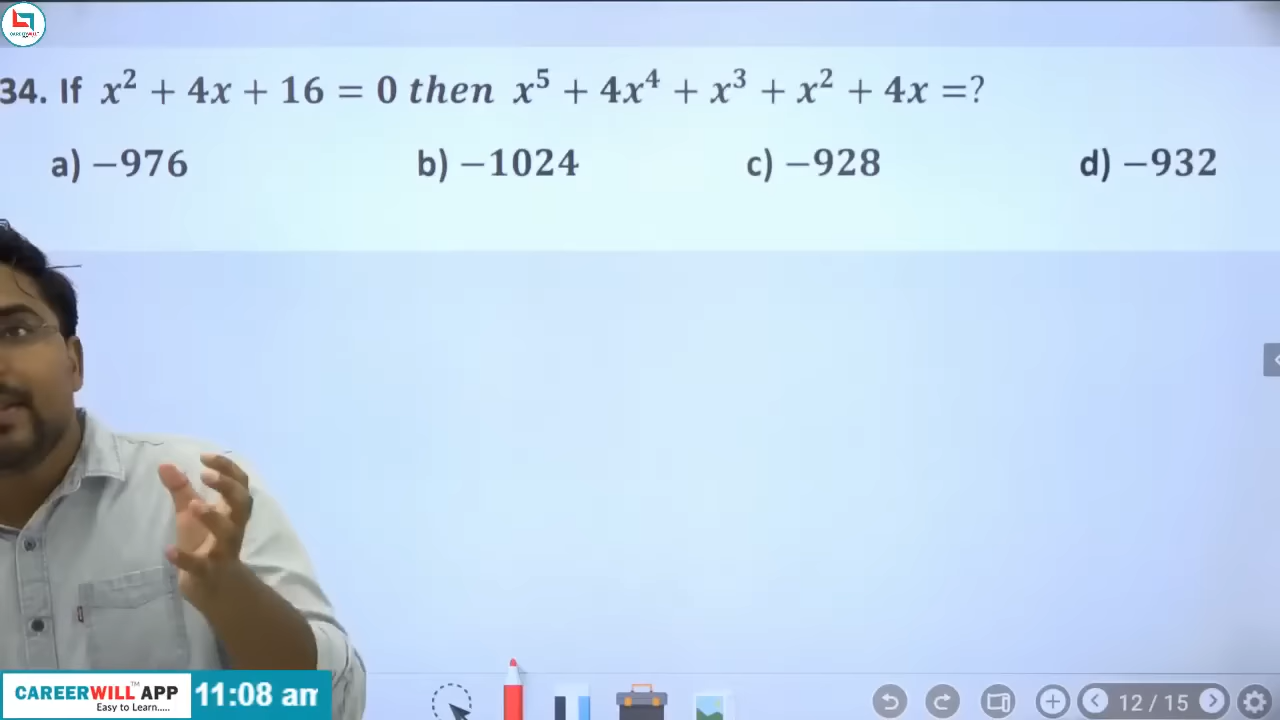 CAREERWILL
34. If x² + 4x + 16 = 0 then x⁵ + 4x⁴ + x³ + x² + 4x =?
a) −976 b) −1024 c) −928 d) −932
CAREERWILL™ APP
Easy to Learn.....
11:08 am
12 / 15